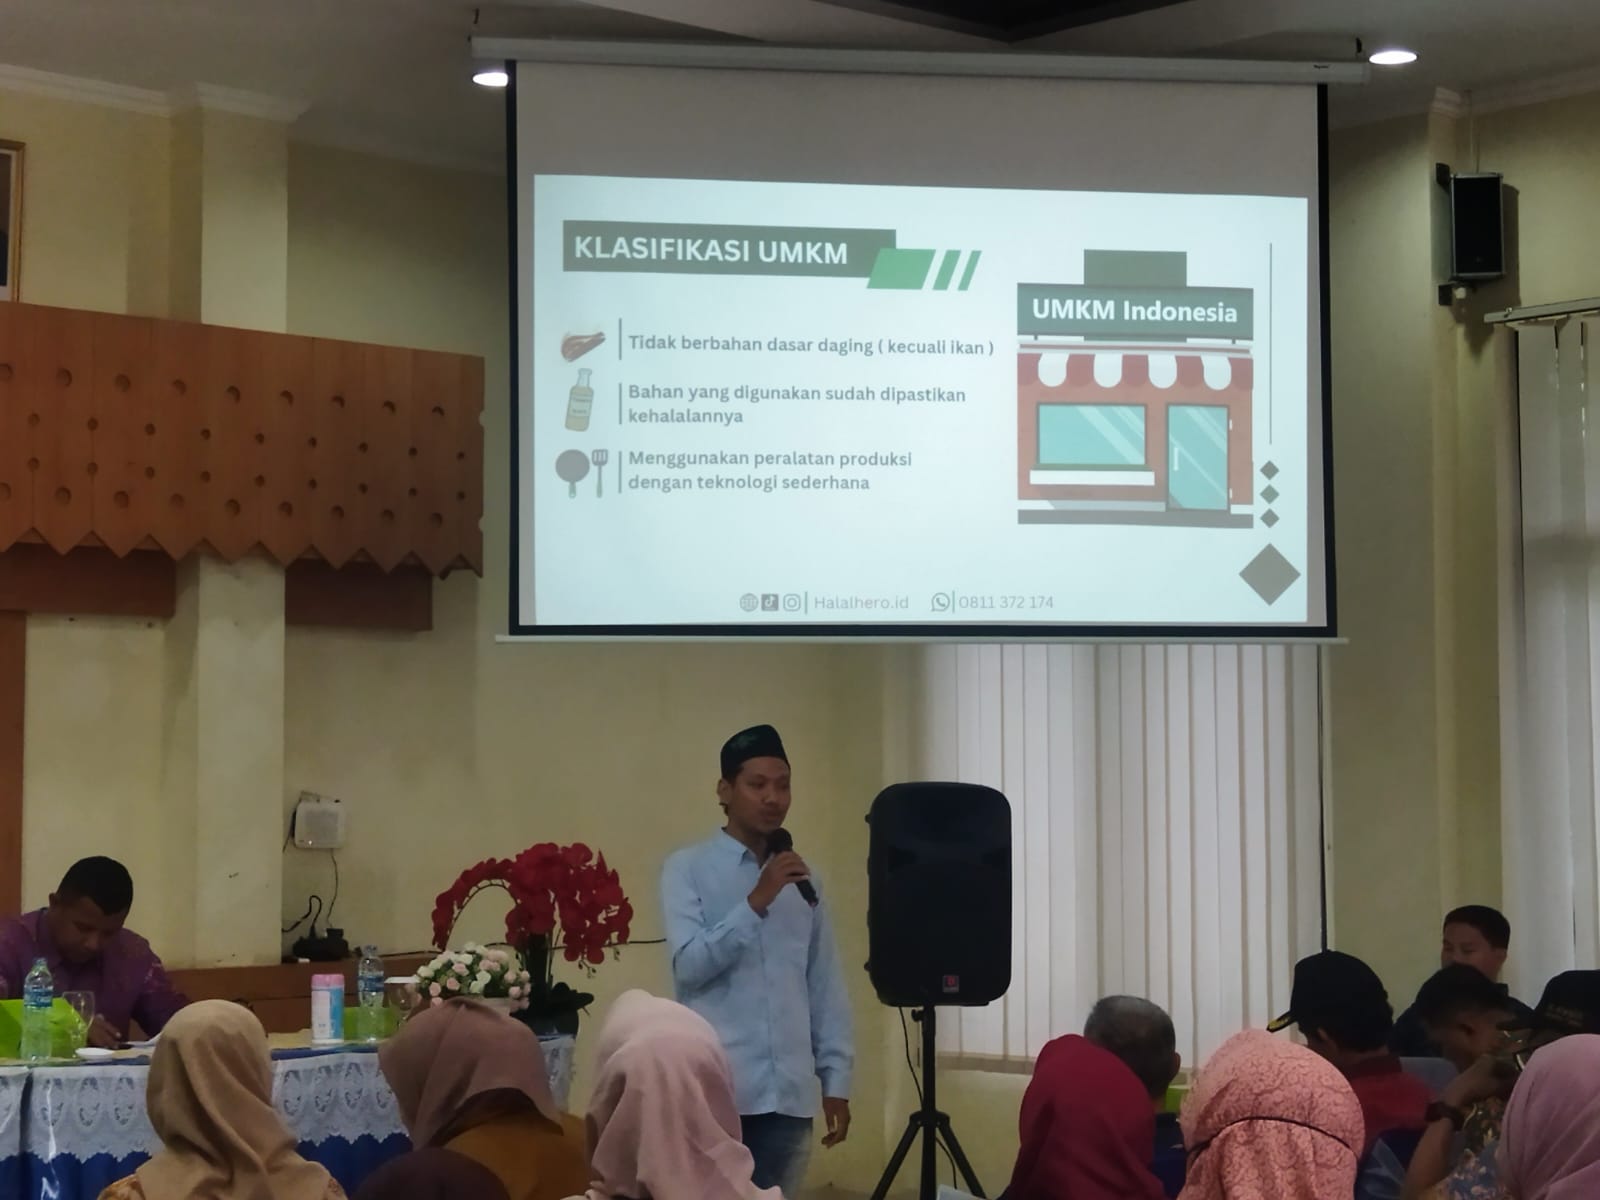 KLASIFIKASI UMKM
UMKM Indonesia
Tidak berbahan dasar daging ( kecuali ikan )
Bahan yang digunakan sudah dipastikan
kehalalannya
Menggunakan peralatan produksi
dengan teknologi sederhana
Halalhero.id
0811 372 174